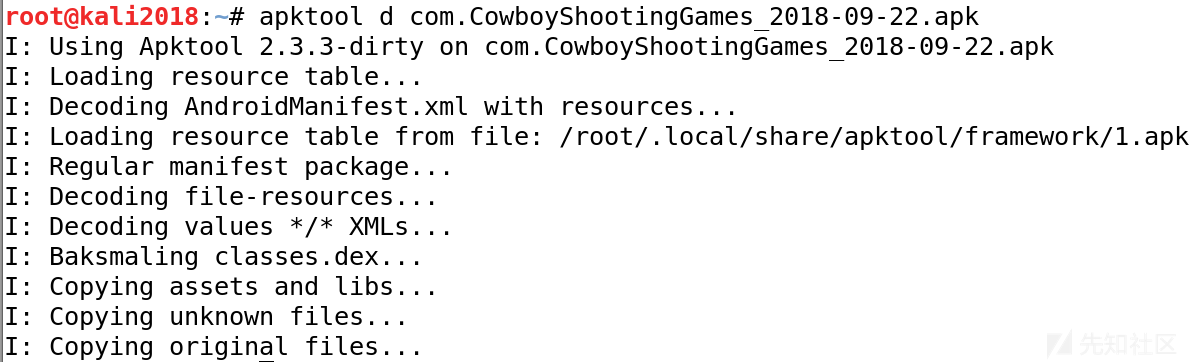 root@kali2018:~# apktool d com.CowboyShootingGames_2018-09-22.apk
I: Using Apktool 2.3.3-dirty on com.CowboyShootingGames_2018-09-22.apk
I: Loading resource table...
I: Decoding AndroidManifest.xml with resources...
I: Loading resource table from file: /root/.local/share/apktool/framework/1.apk
I: Regular manifest package...
I: Decoding file-resources...
I: Decoding values */* XMLs...
I: Baksmaling classes.dex...
I: Copying assets and libs...
I: Copying unknown files...
I: Copying original files...
先知社区